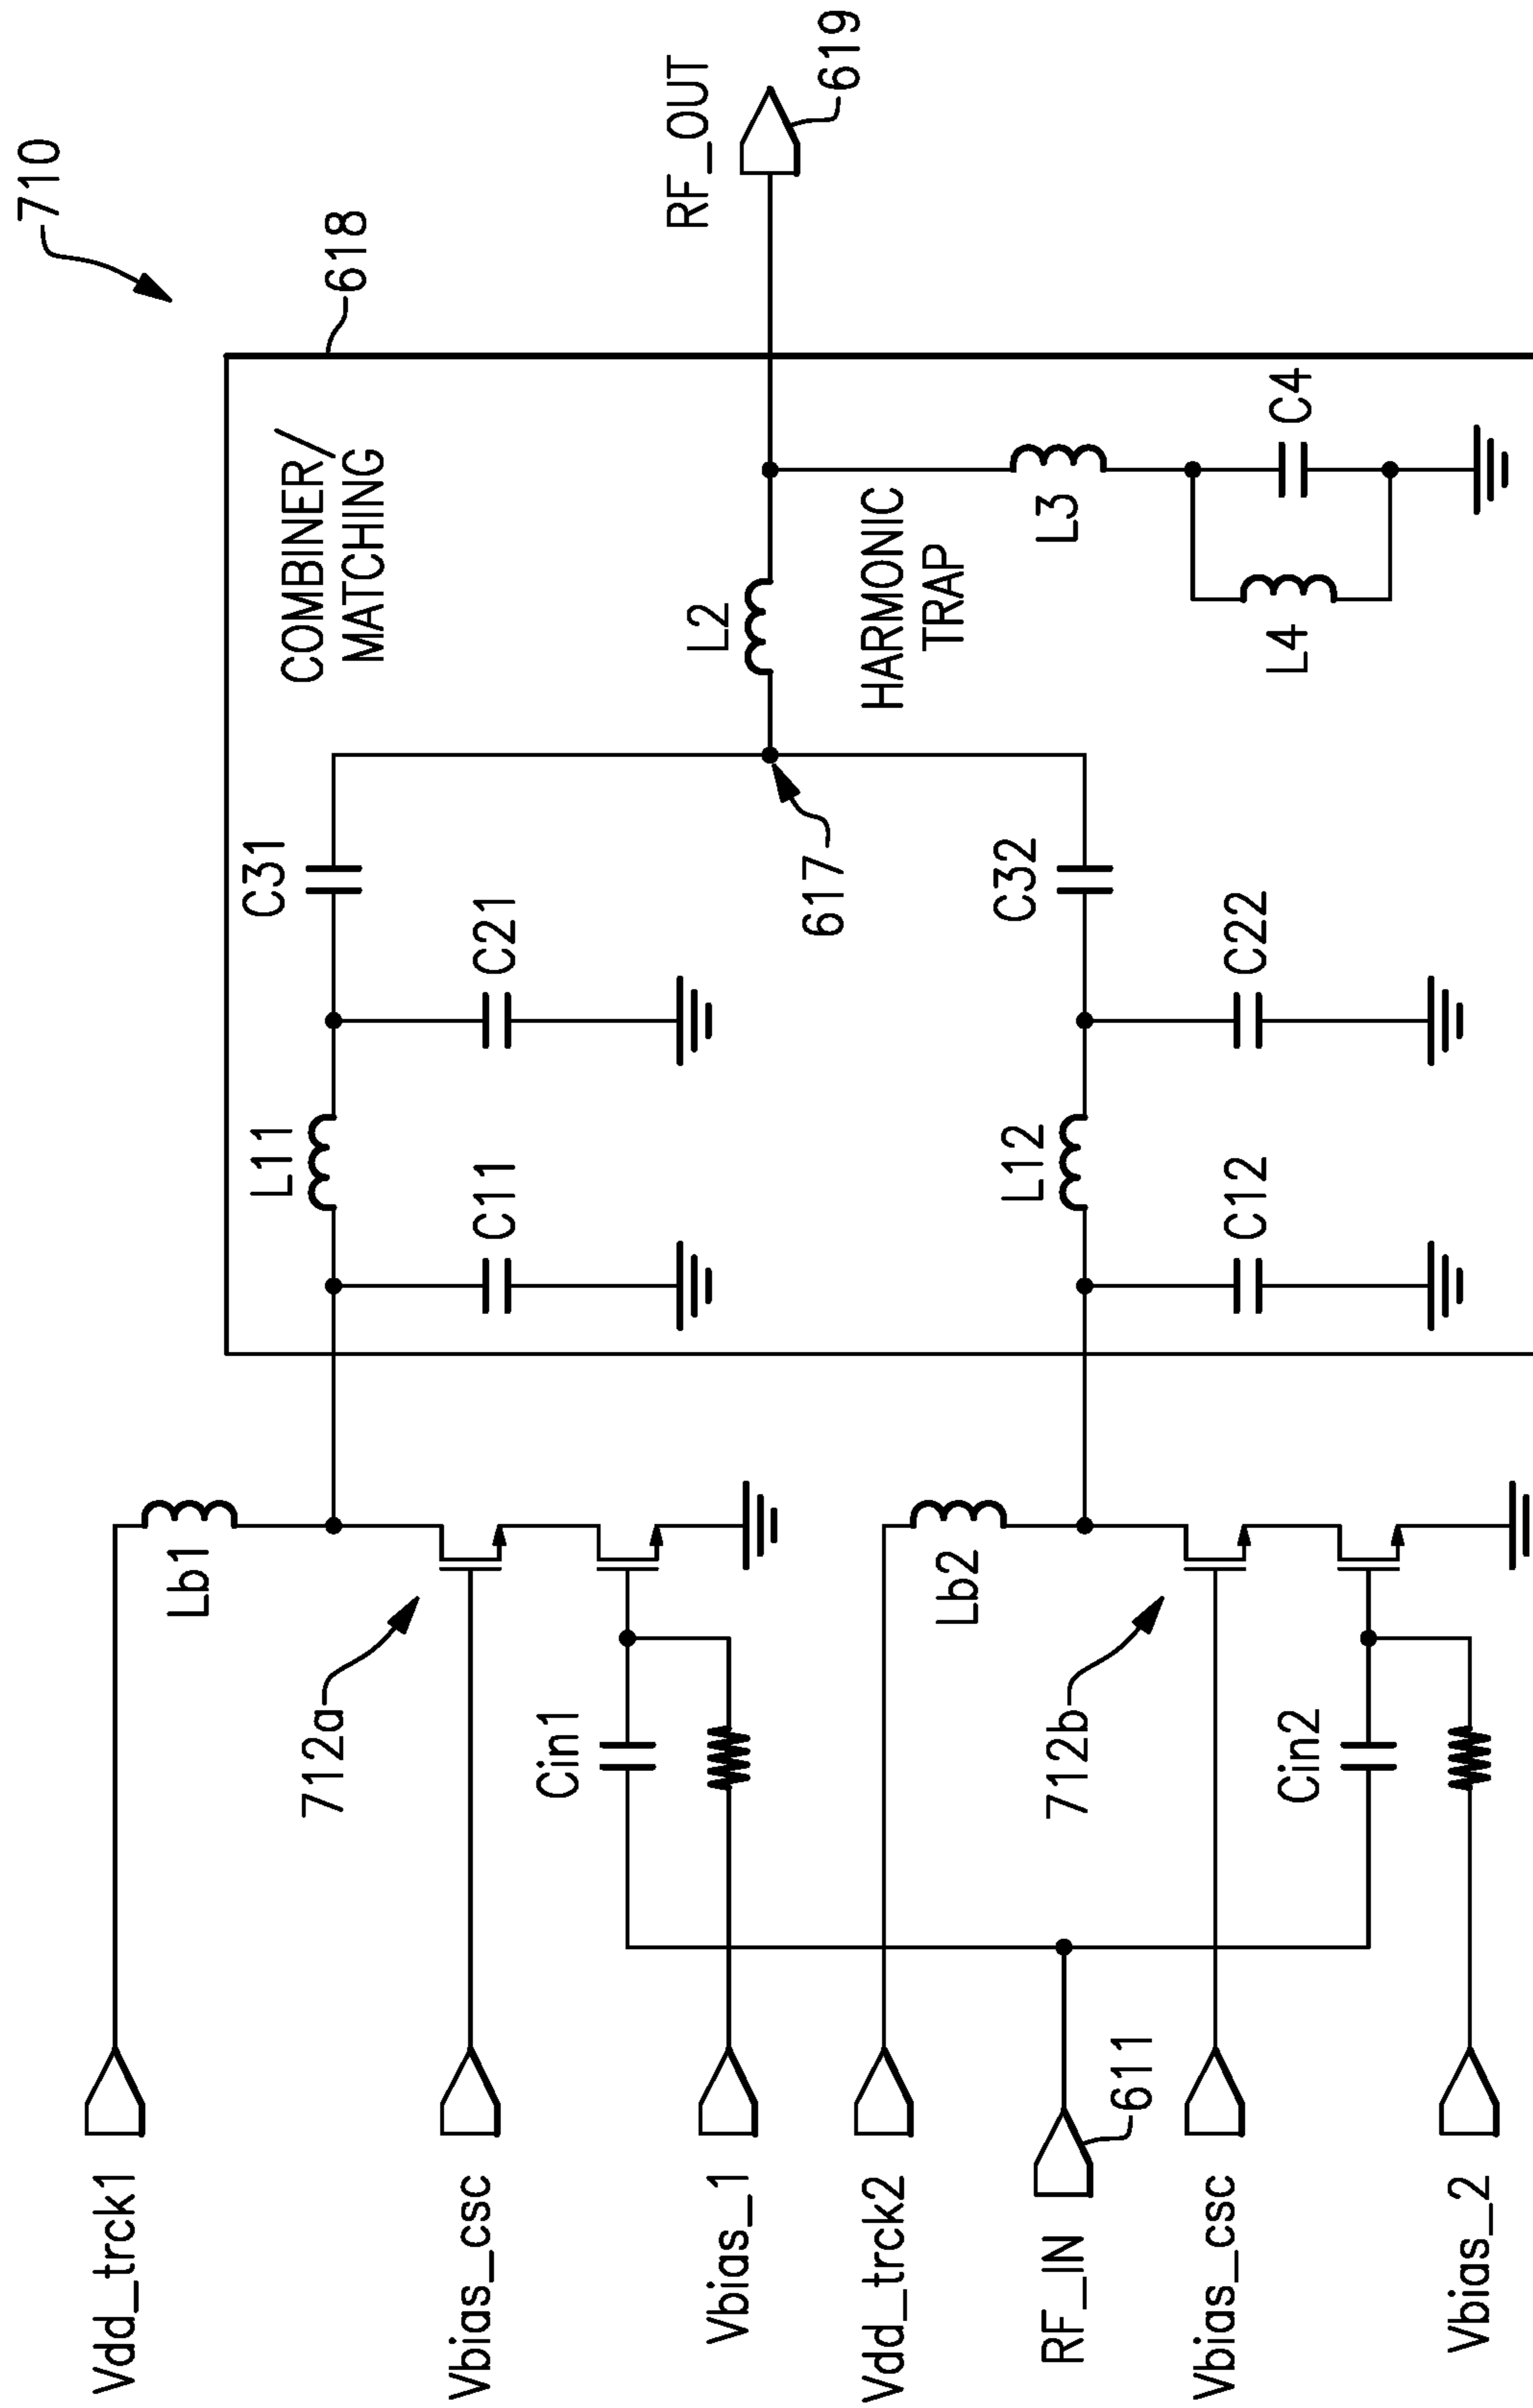 710
618
COMBINER/
MATCHING
RF_OUT
619
Vdd_trck1
Lb1
L11
C31
C11
C21
L2
HARMONIC
TRAP
L3
C4
L4
617
712a
Vbias_csc
Cin1
Vbias_1
Vdd_trck2
Lb2
L12
C32
C12
C22
RF_IN
611
712b
Vbias_csc
Cin2
Vbias_2